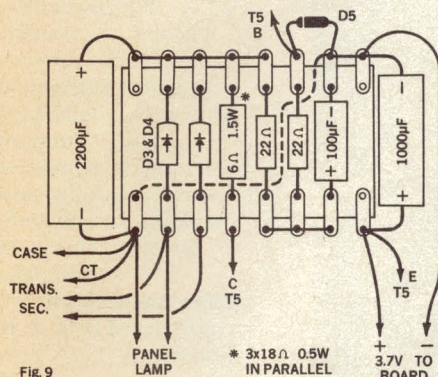 T5
B
D5
+
2200µF
−
D3 & D4
6Ω 1.5W
*
22Ω
22Ω
+ 100µF −
−
1000µF
+
CASE
CT
TRANS.
SEC.
C
T5
E
T5
PANEL
LAMP
* 3x18Ω 0.5W
IN PARALLEL
+ −
3.7V TO
BOARD
Fig. 9